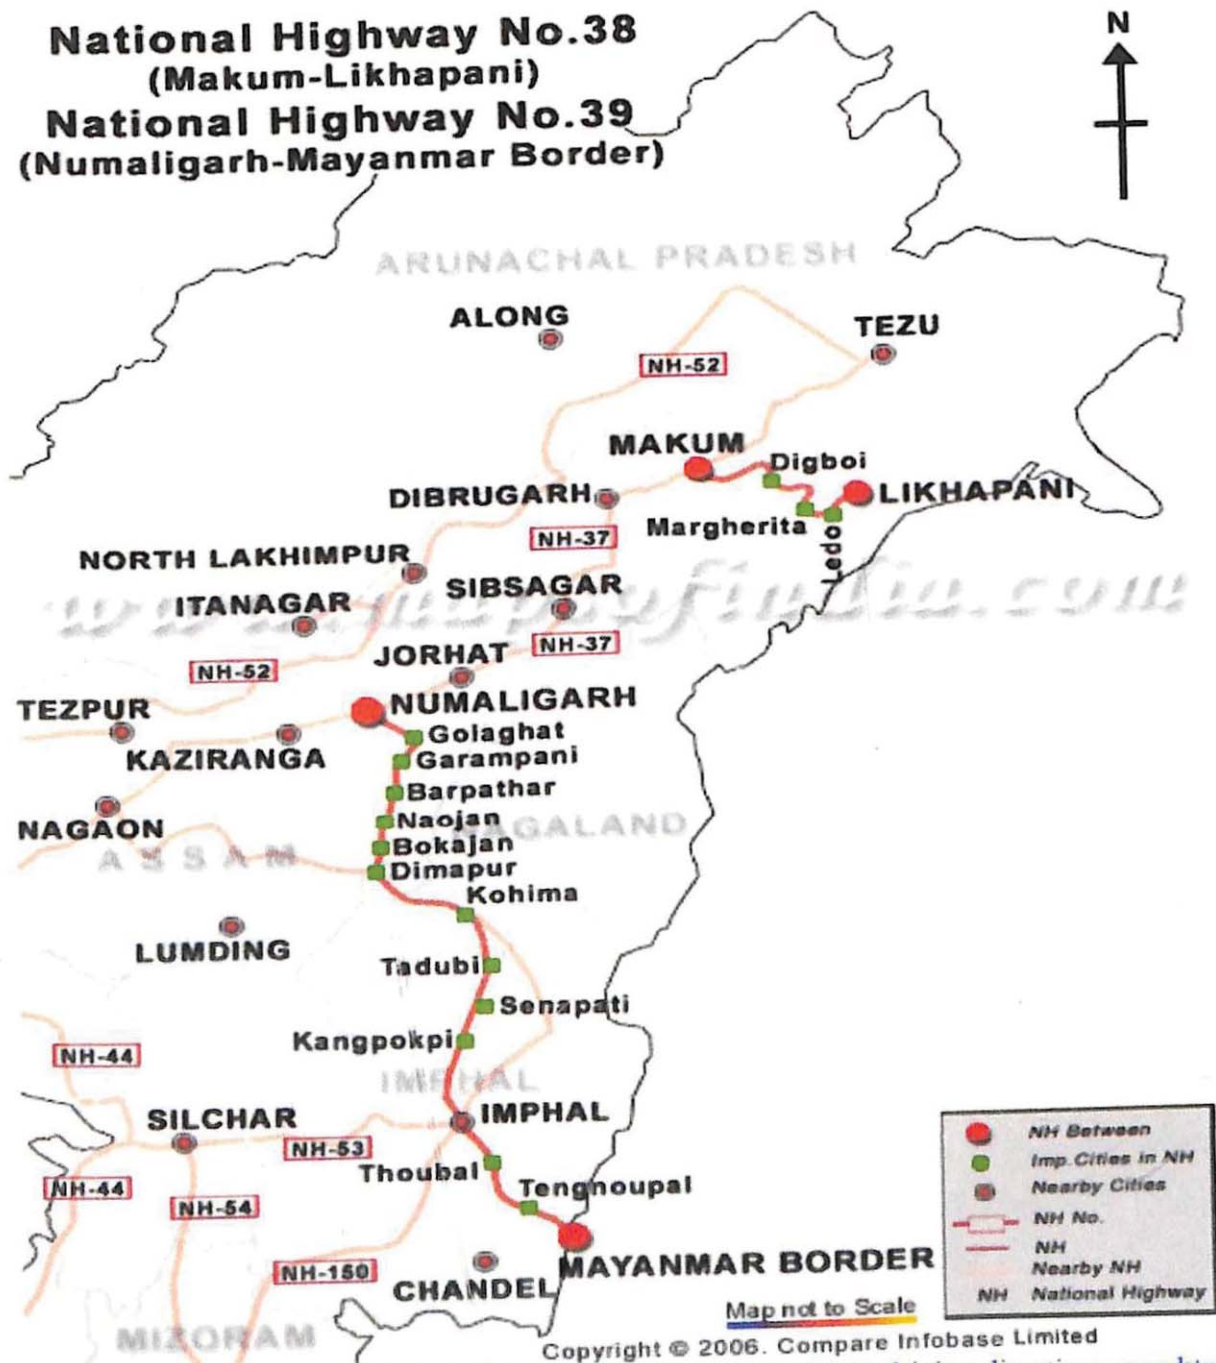 National Highway No.38
(Makum-Likhapani)
National Highway No.39
(Numaligarh-Mayanmar Border)
N
ARUNACHAL PRADESH
ALONG
TEZU
NH-52
MAKUM
Digboi
DIBRUGARH
LIKHAPANI
Margherita
Ledo
NH-37
NORTH LAKHIMPUR
SIBSAGAR
ITANAGAR
www.mapsofindia.com
NH-37
JORHAT
NH-52
NUMALIGARH
TEZPUR
Golaghat
KAZIRANGA
Garampani
Barpathar
NAGAON
Naojan
NAGALAND
ASSAM
Bokajan
Dimapur
Kohima
LUMDING
Tadubi
Senapati
Kangpokpi
NH-44
IMPHAL
SILCHAR
IMPHAL
NH-53
Thoubal
NH-44
Tengnoupal
NH-54
MAYANMAR BORDER
NH-150
CHANDEL
MIZORAM
NH Between
Imp.Cities in NH
Nearby Cities
NH No.
NH
Nearby NH
NH National Highway
Map not to Scale
Copyright © 2006. Compare Infobase Limited